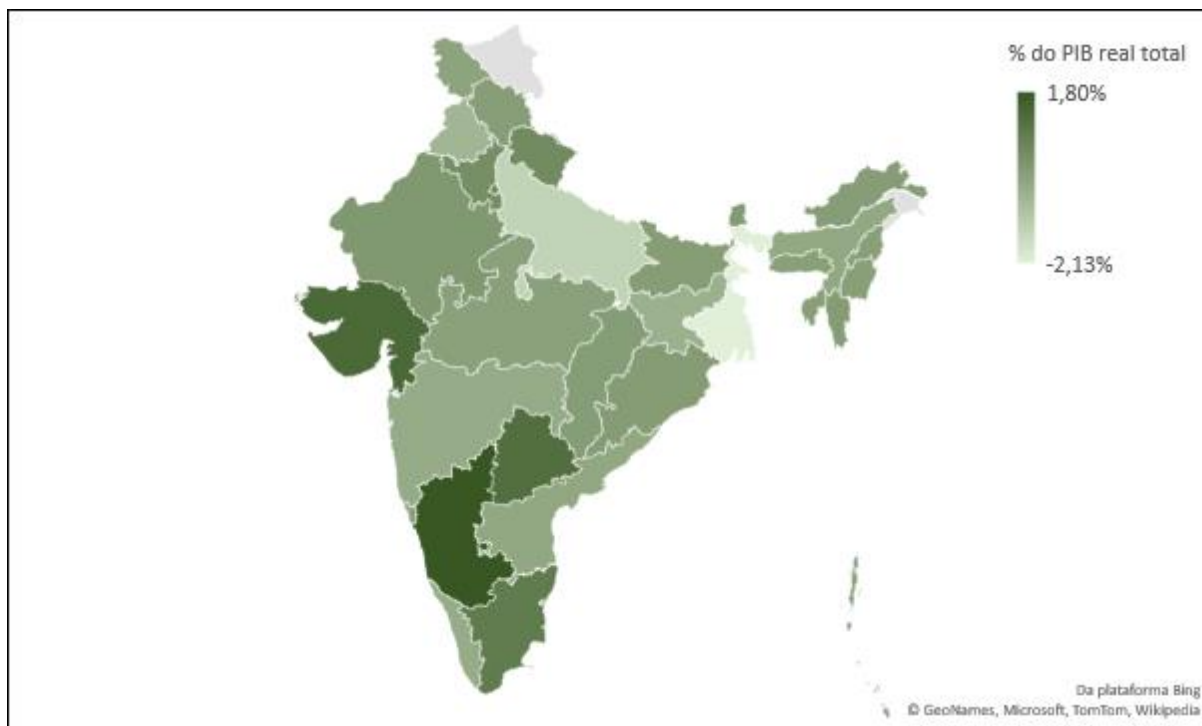 % do PIB real total
1,80%
-2,13%
Da plataforma Bing
© GeoNames, Microsoft, TomTom, Wikipedia